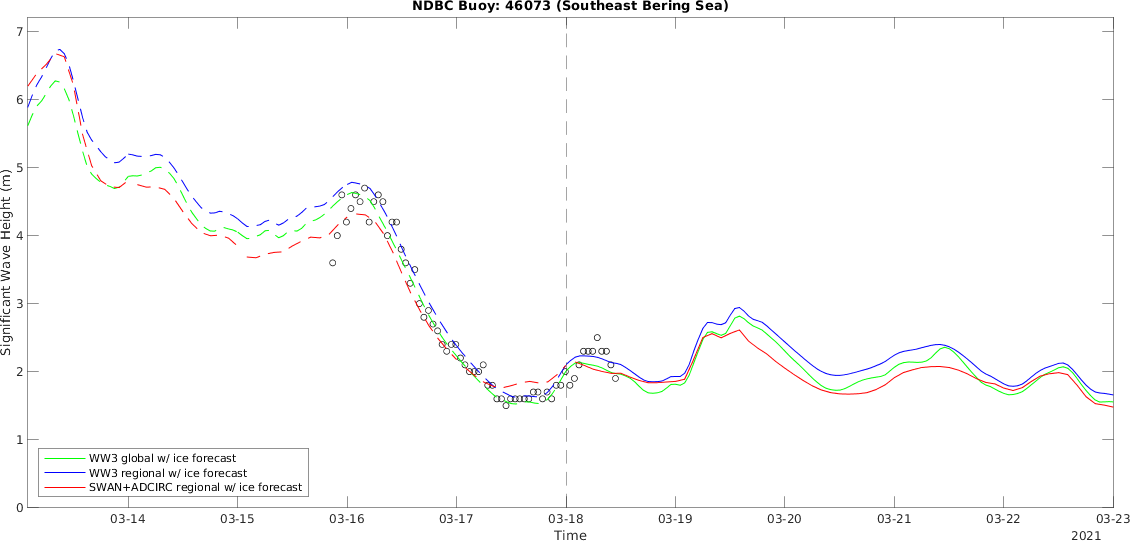 NDBC Buoy: 46073 (Southeast Bering Sea)
7
6
5
4
3
2
1
0
Significant Wave Height (m)
WW3 global w/ ice forecast
WW3 regional w/ ice forecast
SWAN+ADCIRC regional w/ ice forecast
03-14 03-15 03-16 03-17 03-18 03-19 03-20 03-21 03-22 03-23
Time
2021